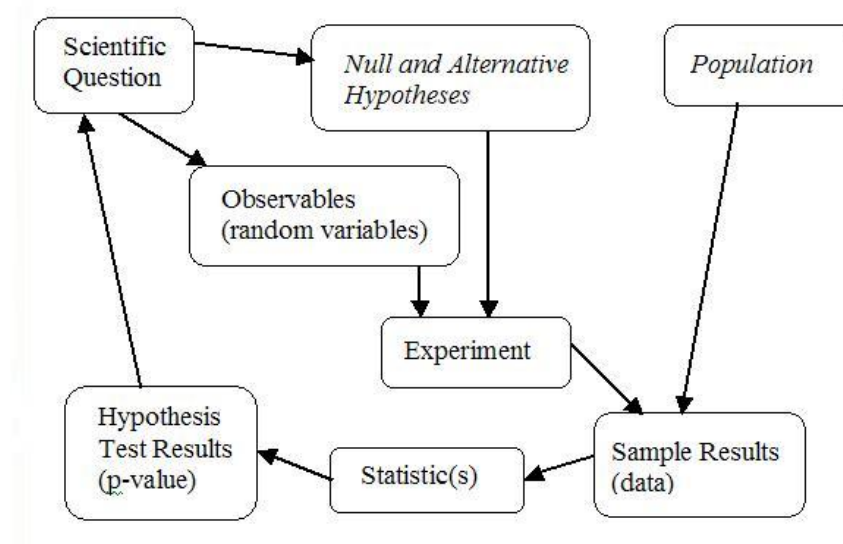 Scientific
Question
Null and Alternative
Hypotheses
Population
Observables
(random variables)
Experiment
Hypothesis
Test Results
(p-value)
Statistic(s)
Sample Results
(data)